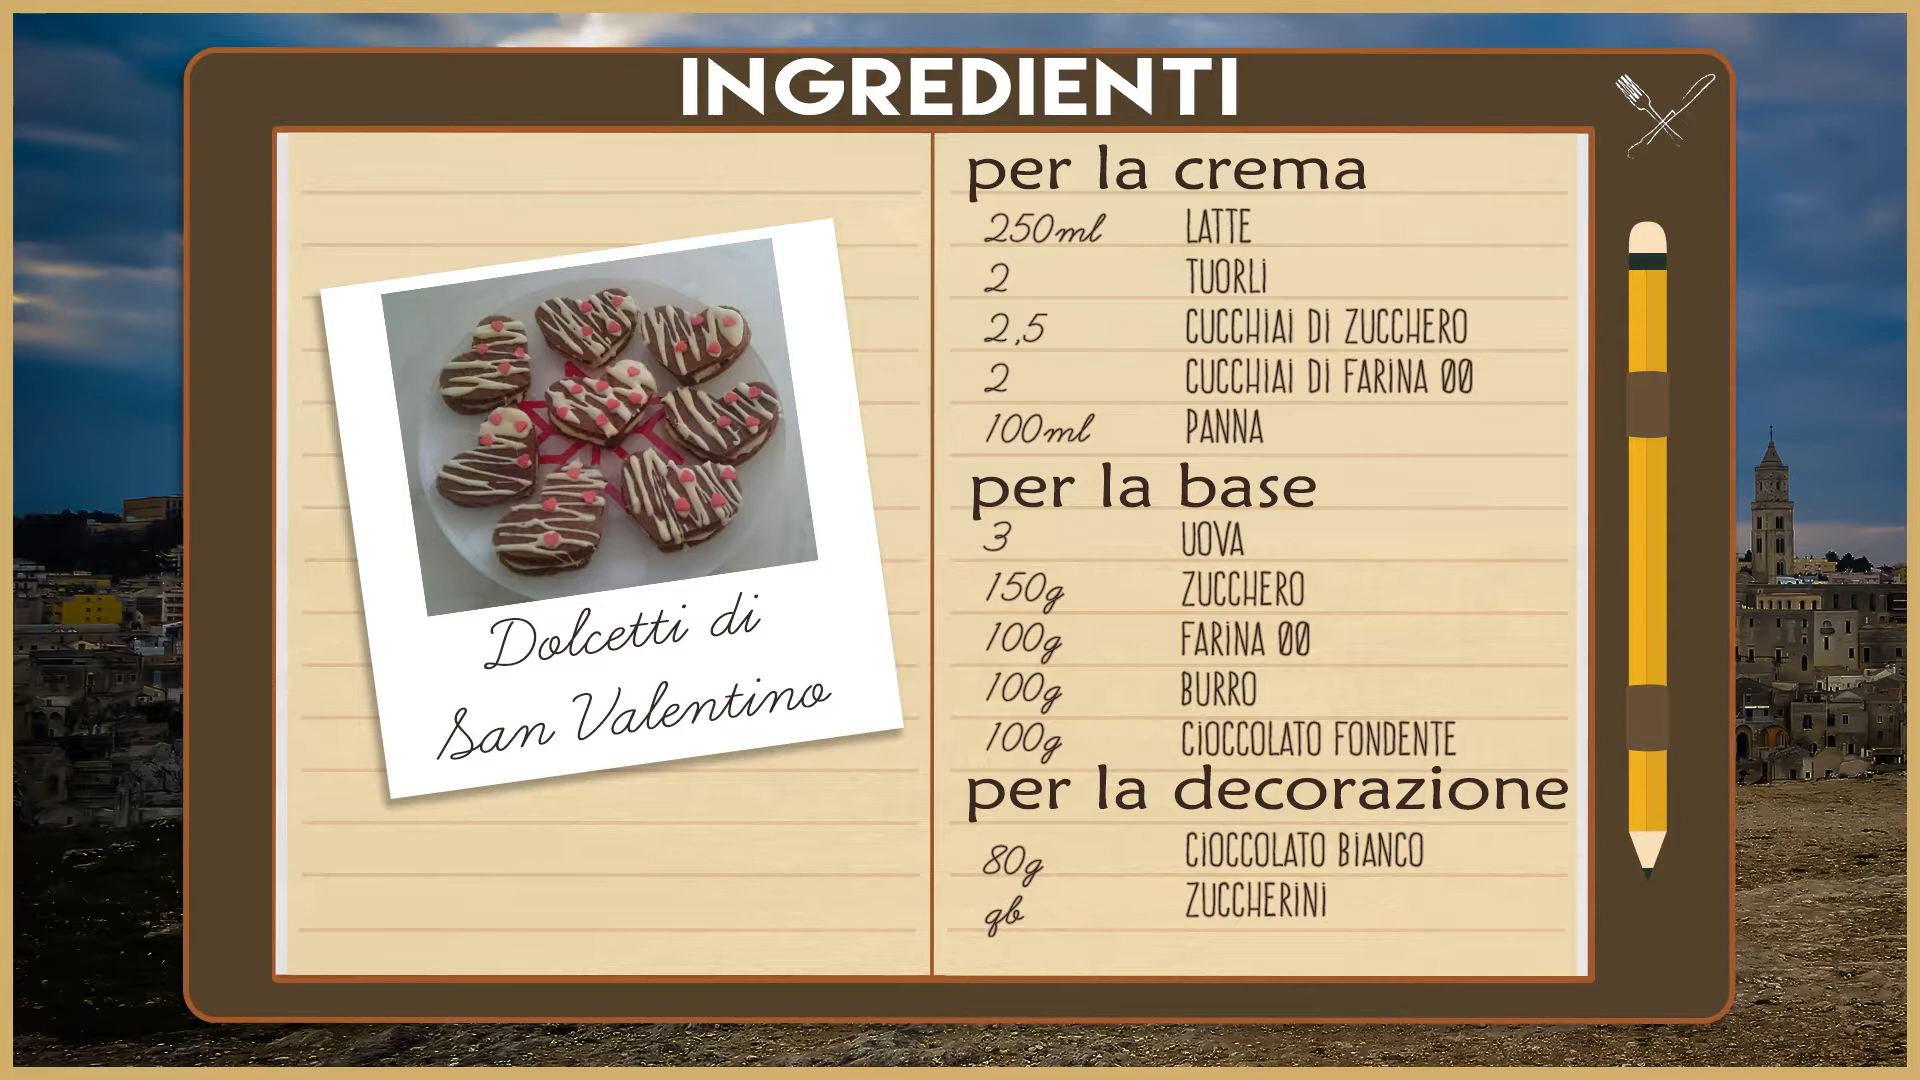 INGREDIENTI
Dolcetti di
San Valentino
per la crema
250ml LATTE
2 TUORLI
2,5 CUCCHIAI DI ZUCCHERO
2 CUCCHIAI DI FARINA 00
100ml PANNA
per la base
3 UOVA
150g ZUCCHERO
100g FARINA 00
100g BURRO
100g CIOCCOLATO FONDENTE
per la decorazione
80g CIOCCOLATO BIANCO
qb ZUCCHERINI